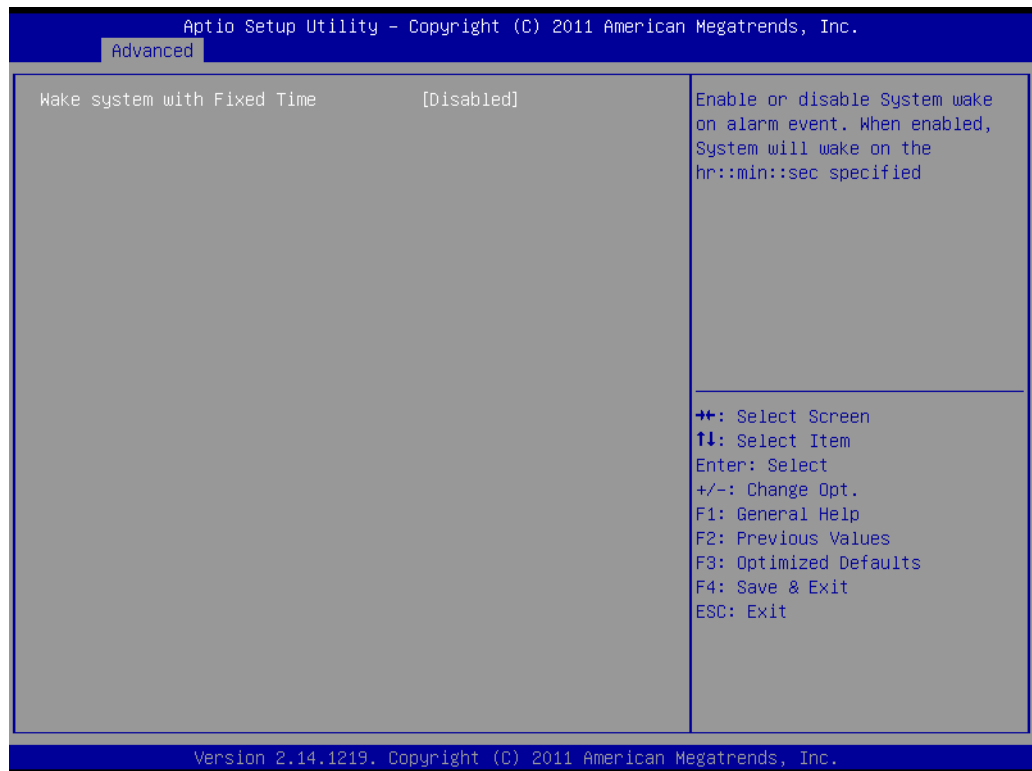 Aptio Setup Utility – Copyright (C) 2011 American Megatrends, Inc.
Advanced
Wake system with Fixed Time [Disabled]
Enable or disable System wake
on alarm event. When enabled,
System will wake on the
hr::min::sec specified
→←: Select Screen
↑↓: Select Item
Enter: Select
+/-: Change Opt.
F1: General Help
F2: Previous Values
F3: Optimized Defaults
F4: Save & Exit
ESC: Exit
Version 2.14.1219. Copyright (C) 2011 American Megatrends, Inc.